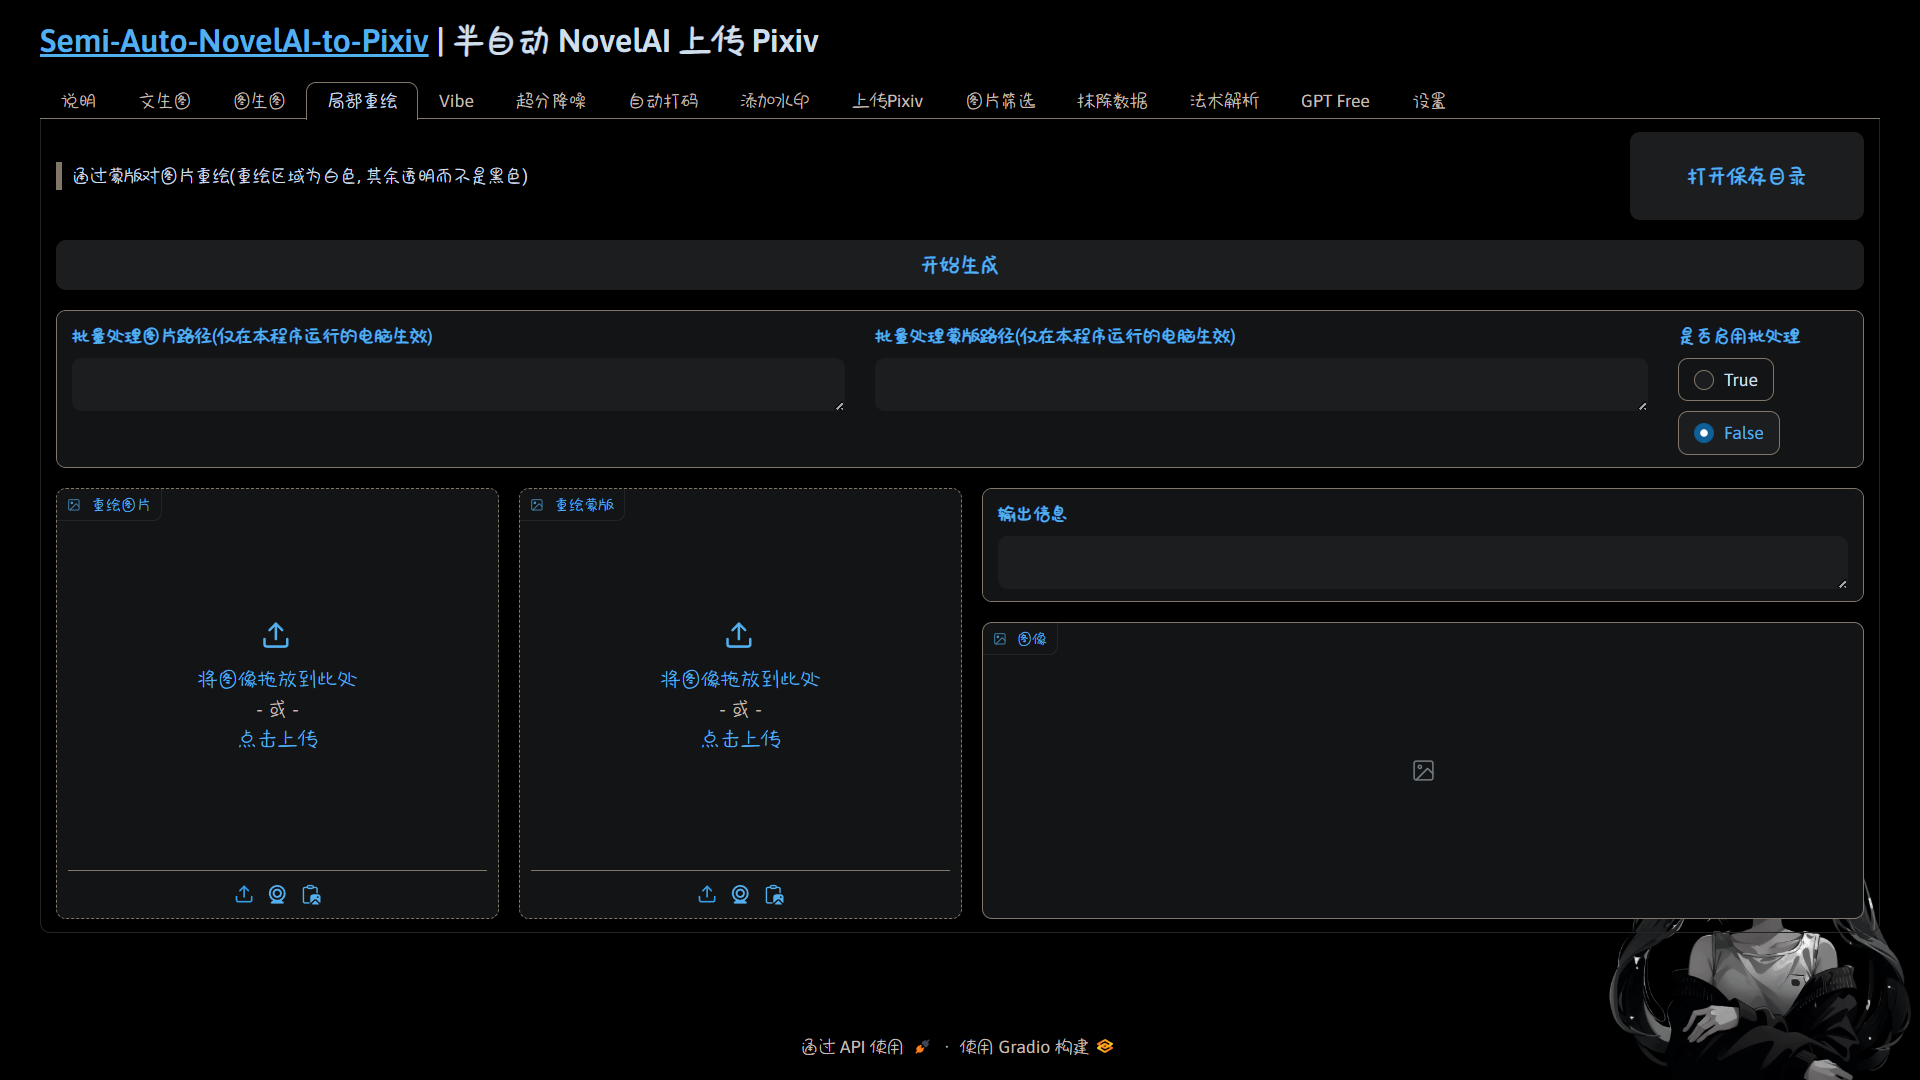 Semi-Auto-NovelAI-to-Pixiv | 半自动 NovelAI 上传 Pixiv
说明 文生图 图生图 局部重绘 Vibe 超分降噪 自动打码 添加水印 上传Pixiv 图片筛选 抹除数据 法术解析 GPT Free 设置
通过蒙版对图片重绘(重绘区域为白色, 其余透明而不是黑色)
打开保存目录
开始生成
批量处理图片路径(仅在本程序运行的电脑生效)
批量处理蒙版路径(仅在本程序运行的电脑生效)
是否启用批处理
True
False
重绘图片
将图像拖放到此处
- 或 -
点击上传
重绘蒙版
将图像拖放到此处
- 或 -
点击上传
输出信息
图像
通过 API 使用 · 使用 Gradio 构建